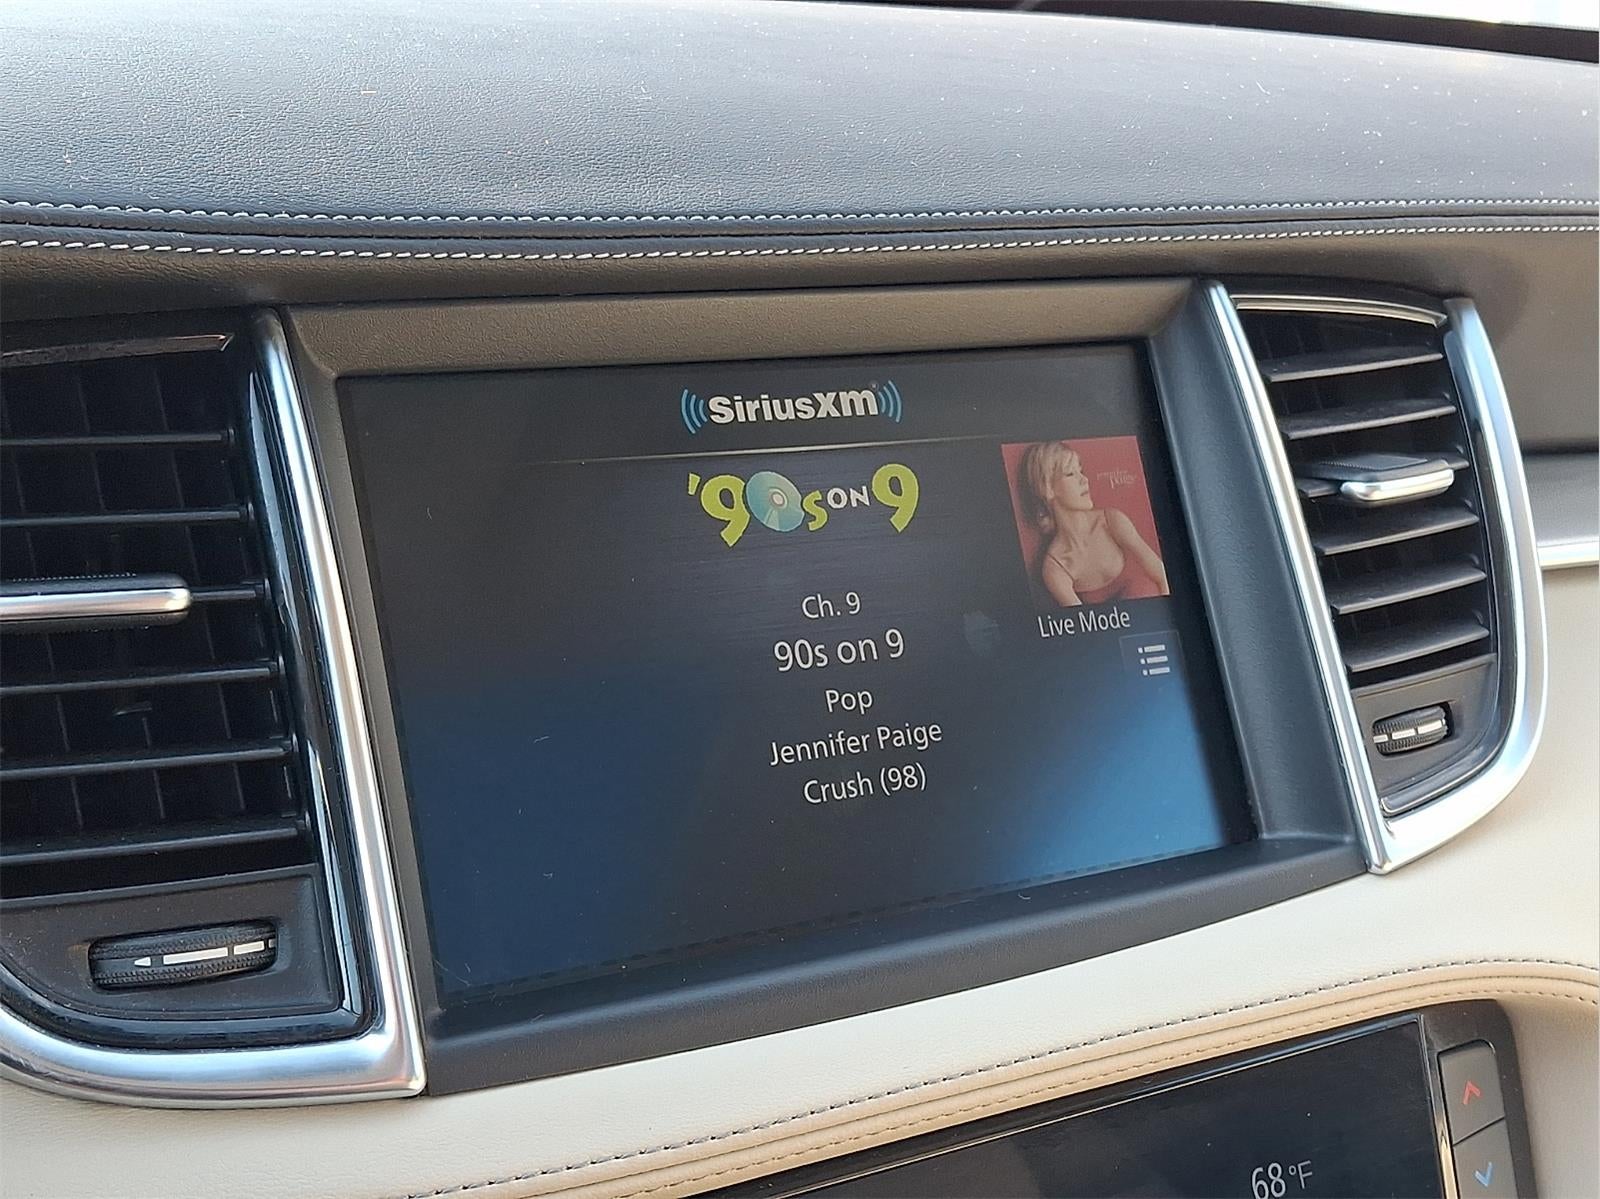 SiriusXM
'90s ON 9
jennifer
paige
Ch. 9
90s on 9
Pop
Jennifer Paige
Crush (98)
Live Mode
68°F